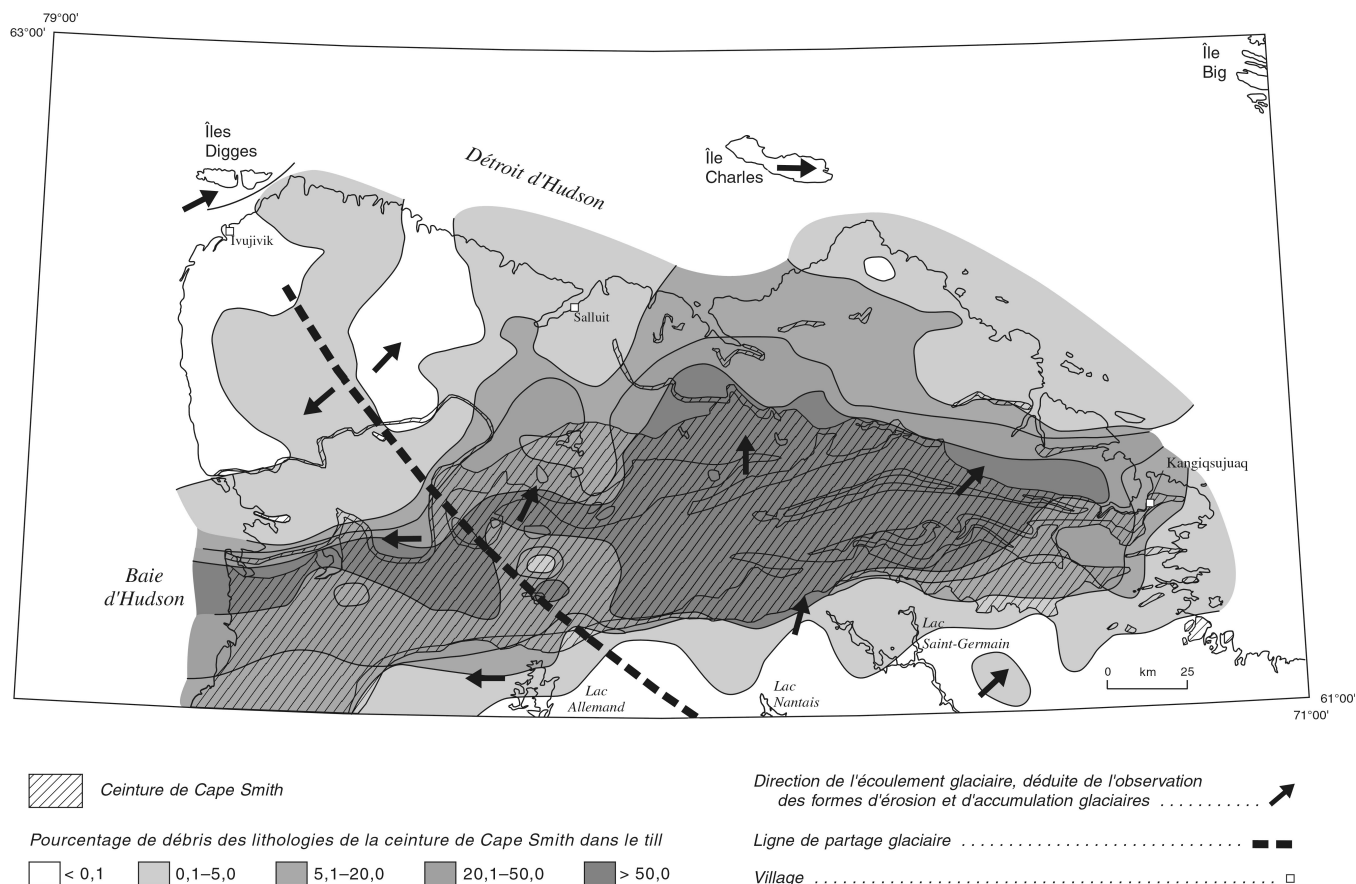 79°00'
63°00'
Île
Big
Îles
Digges
Détroit d'Hudson
Île
Charles
Ivujivik
Salluit
Kangiqsujuaq
Baie
d'Hudson
Lac
Saint-Germain
0 km 25
Lac
Allemand
Lac
Nantais
61°00'
71°00'
Ceinture de Cape Smith
Pourcentage de débris des lithologies de la ceinture de Cape Smith dans le till
< 0,1 0,1–5,0 5,1–20,0 20,1–50,0 > 50,0
Direction de l'écoulement glaciaire, déduite de l'observation
des formes d'érosion et d'accumulation glaciaires . . . . . . . . . . .
Ligne de partage glaciaire . . . . . . . . . . . . . . . . . . . . . . . . . . . . . . .
Village . . . . . . . . . . . . . . . . . . . . . . . . . . . . . . . . . . . . . . . . . . . . . . .